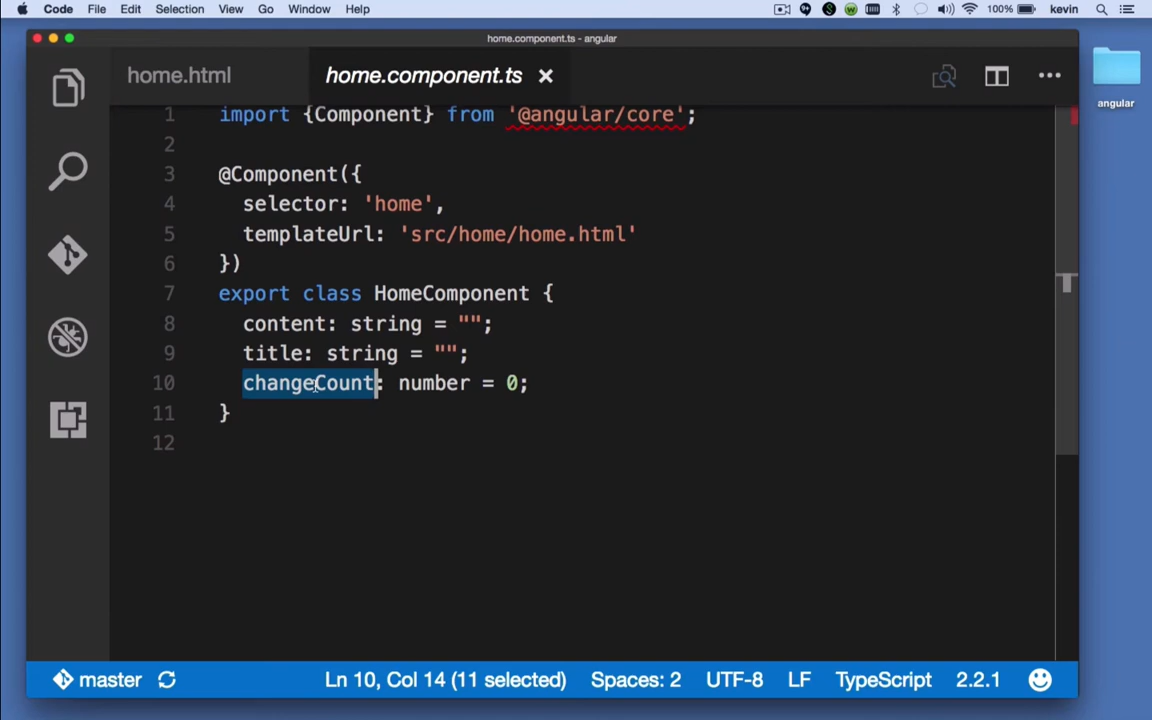 Code File Edit Selection View Go Window Help 100% kevin
home.component.ts - angular
home.html home.component.ts
angular
1 import {Component} from '@angular/core';
2
3 @Component({
4 selector: 'home',
5 templateUrl: 'src/home/home.html'
6 })
7 export class HomeComponent {
8 content: string = "";
9 title: string = "";
10 changeCount: number = 0;
11 }
12
master Ln 10, Col 14 (11 selected) Spaces: 2 UTF-8 LF TypeScript 2.2.1